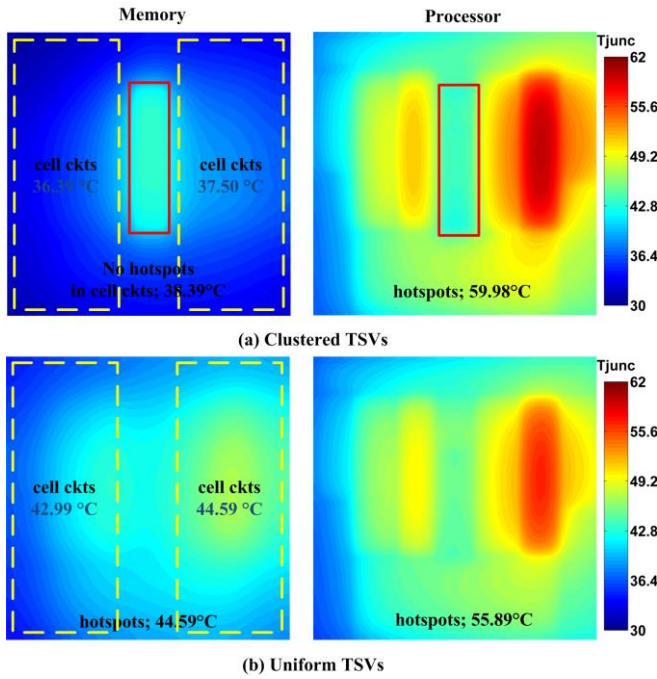 Memory
Processor
Tjunc
62
55.6
49.2
42.8
36.4
30
cell ckts
36.39 °C
cell ckts
37.50 °C
No hotspots
in cell ckts; 38.39°C
hotspots; 59.98°C
(a) Clustered TSVs
Tjunc
62
55.6
49.2
42.8
36.4
30
cell ckts
42.99 °C
cell ckts
44.59 °C
hotspots; 44.59°C
hotspots; 55.89°C
(b) Uniform TSVs